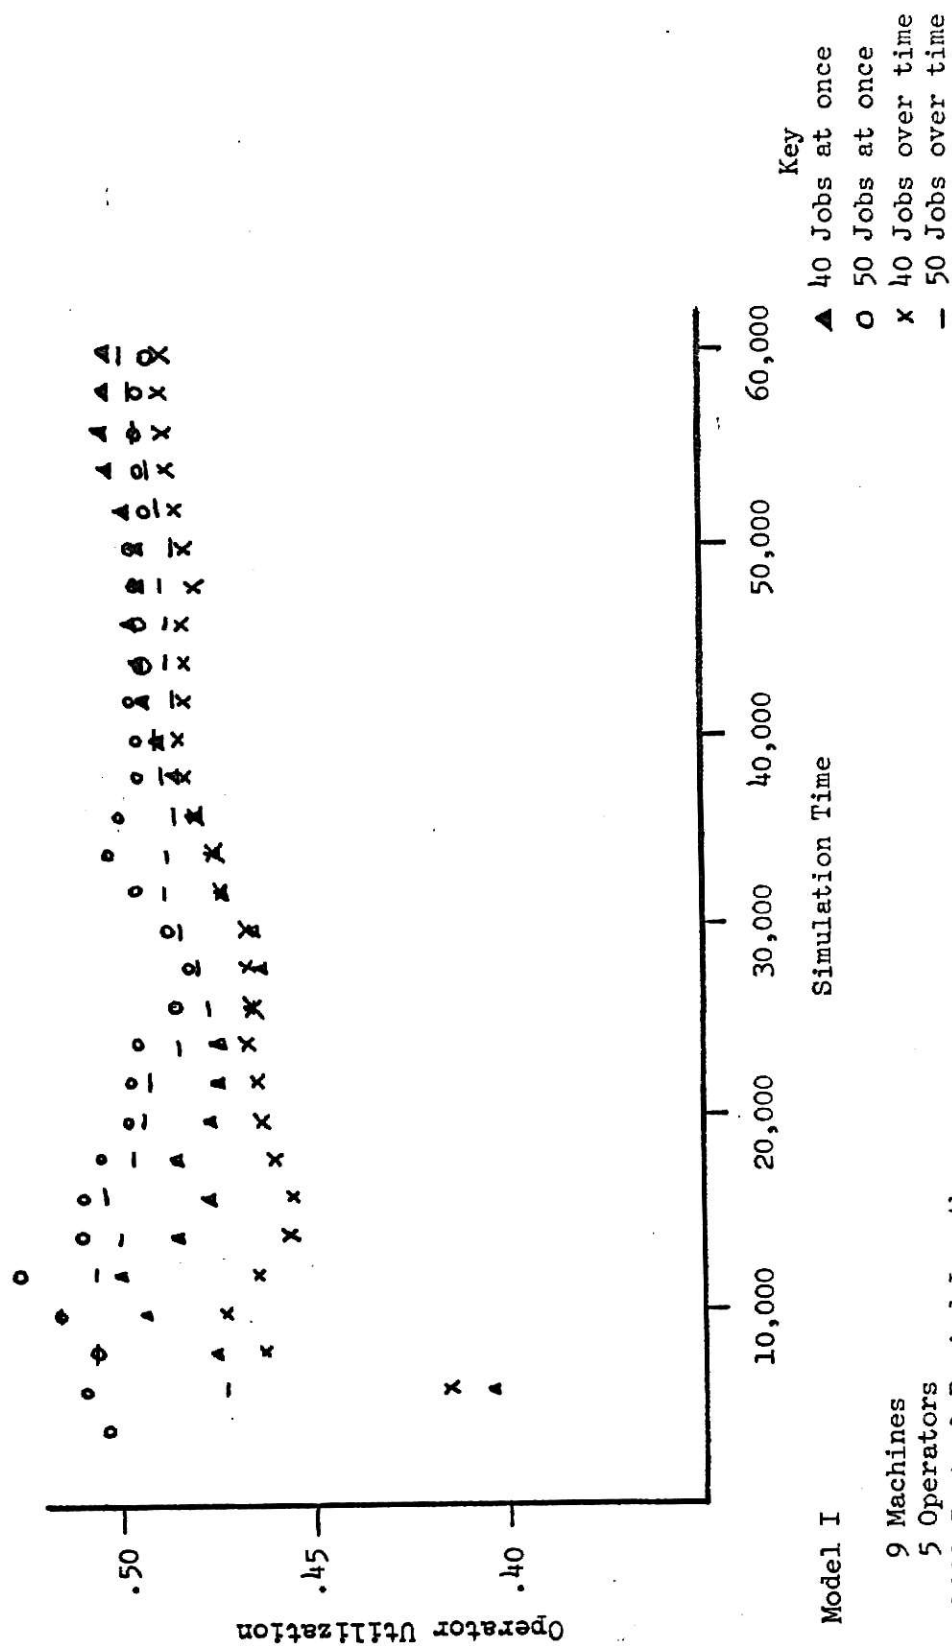 Operator Utilization
.50
.45
.40
10,000
20,000
30,000
40,000
50,000
60,000
Simulation Time
Model I
9 Machines
5 Operators
Key
▲ 40 Jobs at once
O 50 Jobs at once
x 40 Jobs over time
— 50 Jobs over time